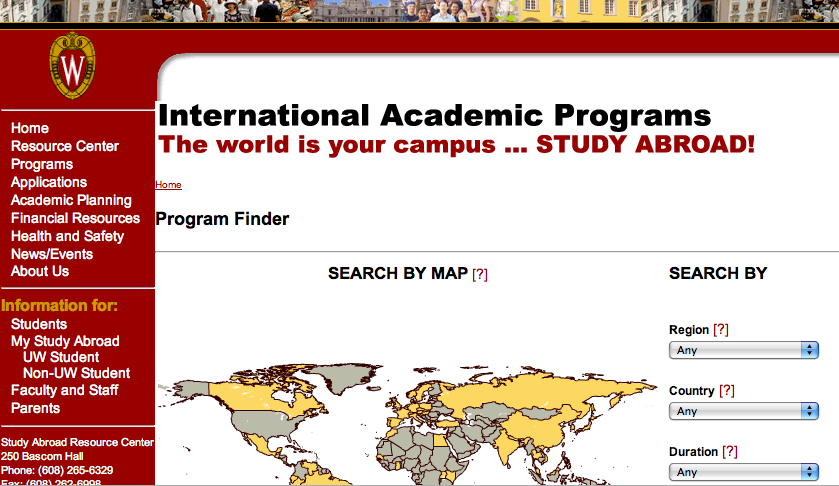 W
Home
Resource Center
Programs
Applications
Academic Planning
Financial Resources
Health and Safety
News/Events
About Us
Information for:
Students
My Study Abroad
UW Student
Non-UW Student
Faculty and Staff
Parents
Study Abroad Resource Center
250 Bascom Hall
Phone: (608) 265-6329
Fax: (608) 262-6998
International Academic Programs
The world is your campus ... STUDY ABROAD!
Home
Program Finder
SEARCH BY MAP [?]
SEARCH BY
Region [?]
Any
Country [?]
Any
Duration [?]
Any